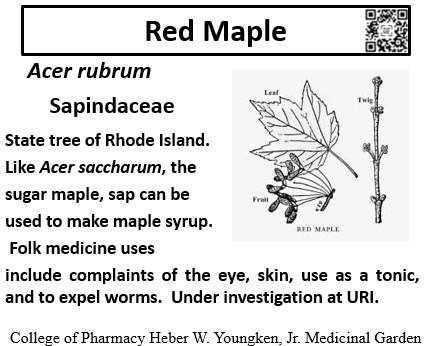 Red Maple
Acer rubrum
Sapindaceae
State tree of Rhode Island.
Like Acer saccharum, the
sugar maple, sap can be
used to make maple syrup.
Folk medicine uses
include complaints of the eye, skin, use as a tonic,
and to expel worms.  Under investigation at URI.
Leaf
Twig
Fruit
RED MAPLE
College of Pharmacy Heber W. Youngken, Jr. Medicinal Garden